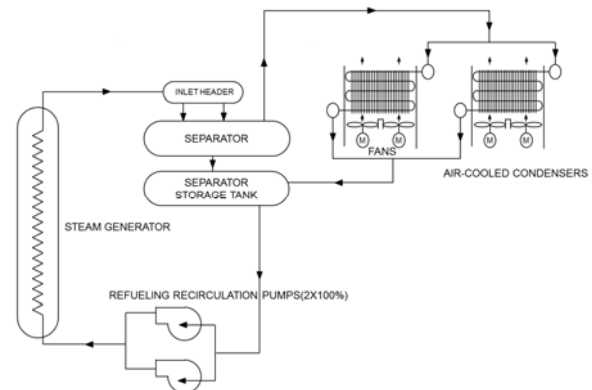 INLET HEADER
SEPARATOR
SEPARATOR
STORAGE TANK
M
M
M
M
FANS
AIR-COOLED CONDENSERS
STEAM GENERATOR
REFUELING RECIRCULATION PUMPS(2X100%)